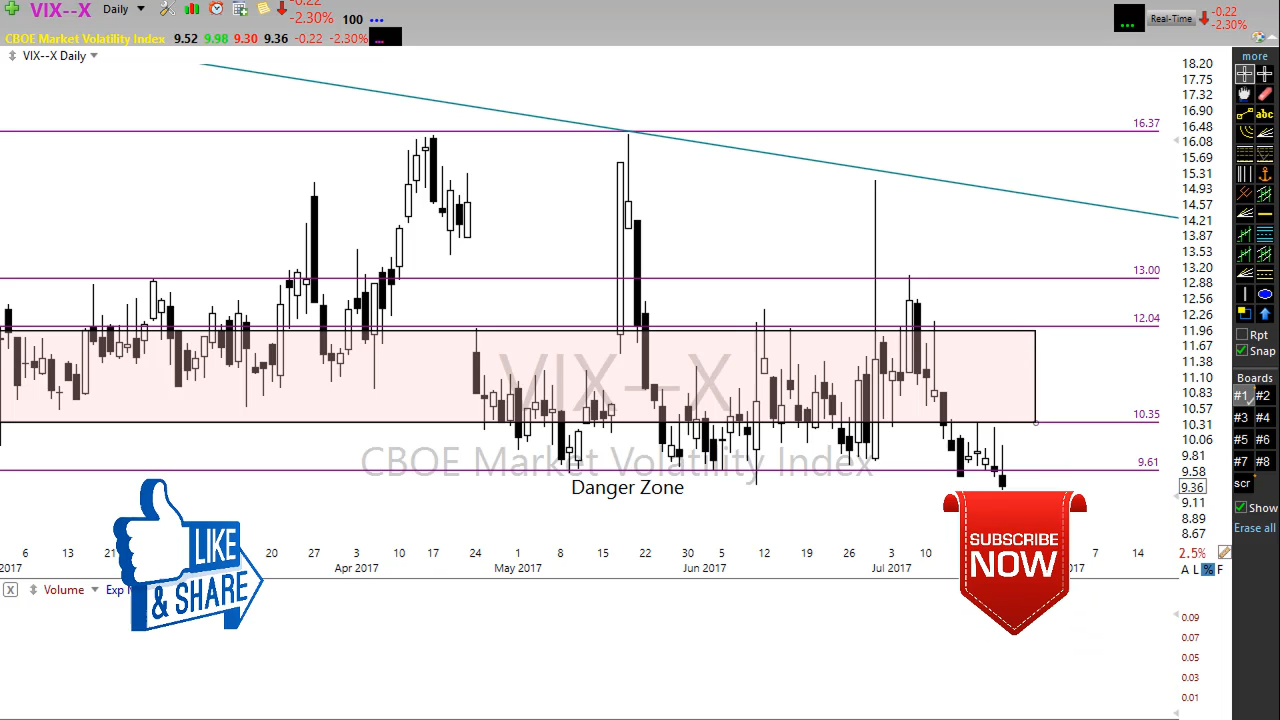 VIX--X Daily -0.22 -2.30% 100 ... ... Real-Time -0.22 -2.30%
CBOE Market Volatility Index 9.52 9.98 9.30 9.36 -0.22 -2.30% ...
VIX--X Daily
more
18.20
17.75
17.32
16.90
16.48
16.08
15.69
15.31
14.93
14.57
14.21
13.87
13.53
13.20
12.88
12.56
12.26
11.96
11.67
11.38
11.10
10.83
10.57
10.31
10.06
9.81
9.58
9.36
9.11
8.89
8.67
16.37
13.00
12.04
10.35
9.61
abc
Rpt
Snap
Boards
#1 #2
#3 #4
#5 #6
#7 #8
scr
Show
Erase all
VIX--X
CBOE Market Volatility Index
Danger Zone
LIKE
& SHARE
SUBSCRIBE
NOW
6 13 21 20 27 3 10 17 24 1 8 15 22 30 5 12 19 26 3 10 7 14 2.5%
2017 Apr 2017 May 2017 Jun 2017 Jul 2017 017 A L % F
X Volume Exp
0.09
0.07
0.05
0.03
0.01